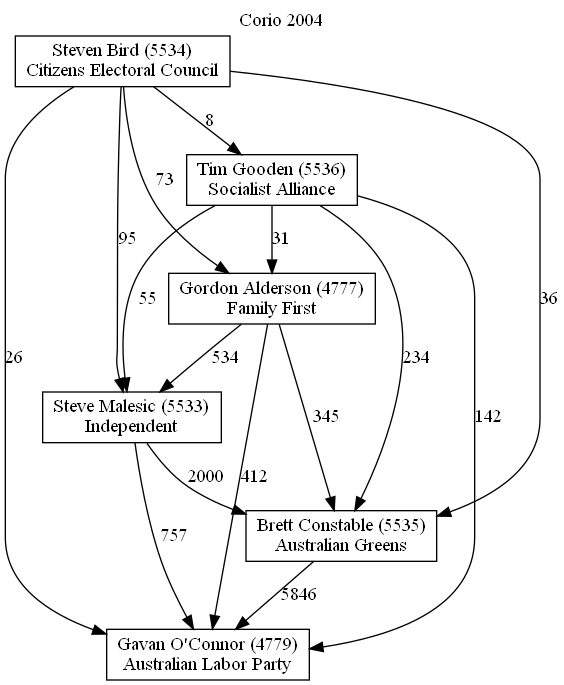 Corio 2004
Steven Bird (5534)
Citizens Electoral Council
8
Tim Gooden (5536)
Socialist Alliance
73
95
31
55
Gordon Alderson (4777)
Family First
36
26
534
234
Steve Malesic (5533)
Independent
345
142
2000
412
Brett Constable (5535)
Australian Greens
757
5846
Gavan O'Connor (4779)
Australian Labor Party